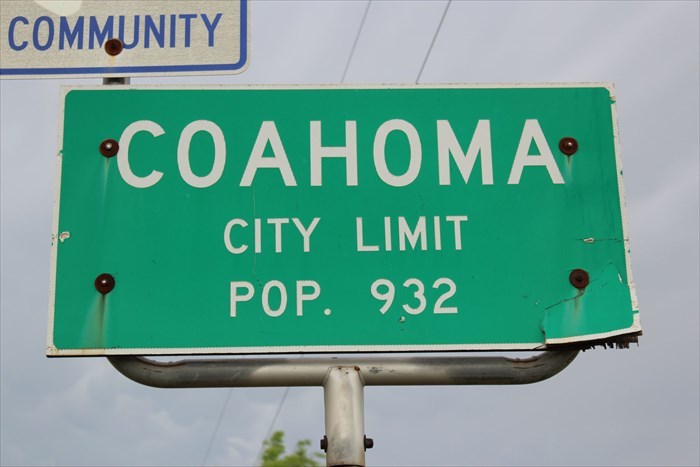 COMMUNITY
COAHOMA
CITY LIMIT
POP. 932